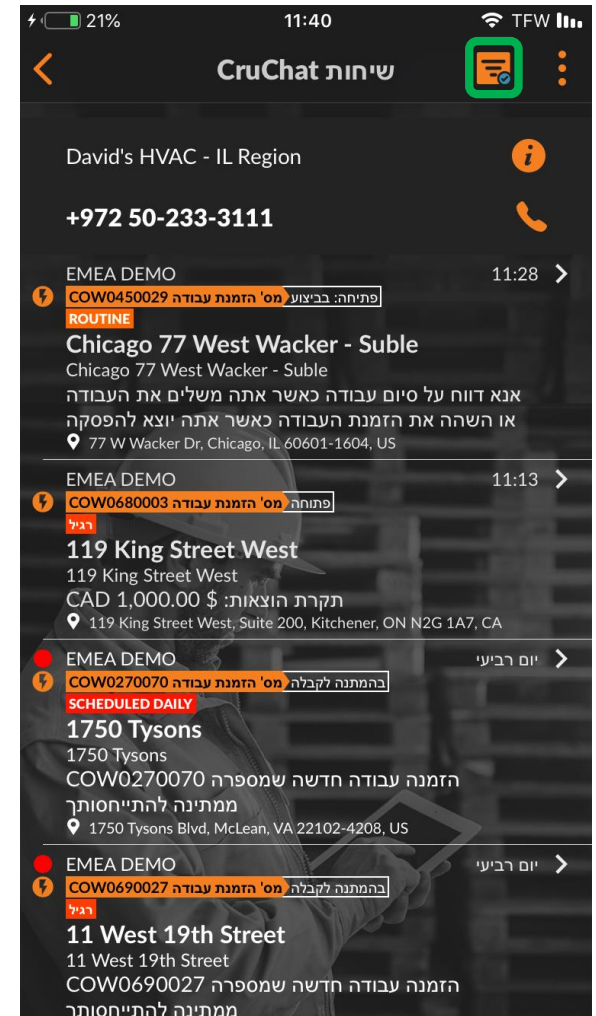 21%
11:40
TFW
שיחות CruChat
David's HVAC - IL Region
+972 50-233-3111
EMEA DEMO 11:28
מס' הזמנת עבודה COW0450029 פתיחה: בביצוע
ROUTINE
Chicago 77 West Wacker - Suble
Chicago 77 West Wacker - Suble
אנא דווח על סיום עבודה כאשר אתה משלים את העבודה
או השהה את הזמנת העבודה כאשר אתה יוצא להפסקה
77 W Wacker Dr, Chicago, IL 60601-1604, US
EMEA DEMO 11:13
מס' הזמנת עבודה COW0680003 פתוחה
רגיל
119 King Street West
119 King Street West
תקרת הוצאות: $ CAD 1,000.00
119 King Street West, Suite 200, Kitchener, ON N2G 1A7, CA
EMEA DEMO יום רביעי
מס' הזמנת עבודה COW0270070 בהמתנה לקבלה
SCHEDULED DAILY
1750 Tysons
1750 Tysons
הזמנה עבודה חדשה שמספרה COW0270070
ממתינה להתייחסותך
1750 Tysons Blvd, McLean, VA 22102-4208, US
EMEA DEMO יום רביעי
מס' הזמנת עבודה COW0690027 בהמתנה לקבלה
רגיל
11 West 19th Street
11 West 19th Street
הזמנה עבודה חדשה שמספרה COW0690027
ממתינה להתייחסותך